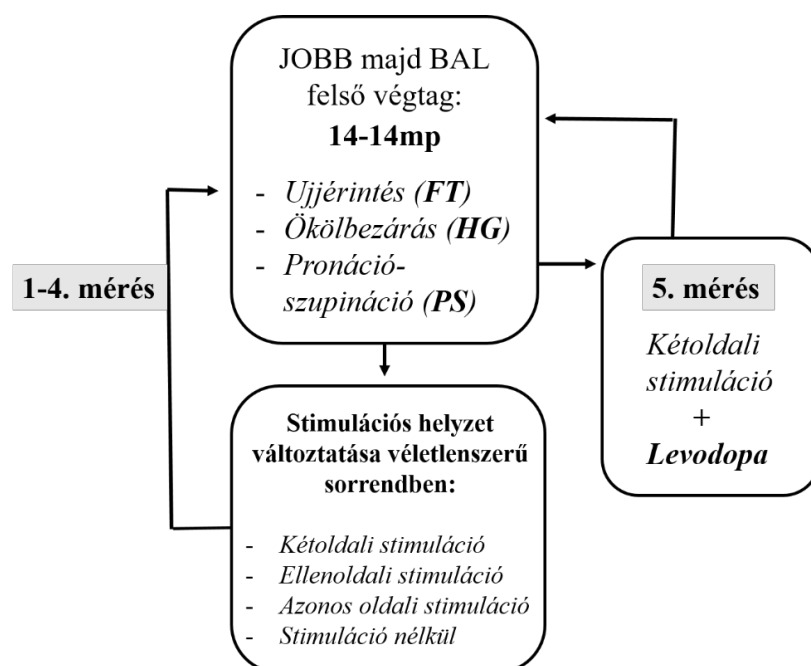 JOBB majd BAL
felső végtag:
14-14mp
- Ujjérintés (FT)
- Ökölbezárás (HG)
- Pronáció-
szupináció (PS)
1-4. mérés
5. mérés
Kétoldali
stimuláció
+
Levodopa
Stimulációs helyzet
változtatása véletlenszerű
sorrendben:
- Kétoldali stimuláció
- Ellenoldali stimuláció
- Azonos oldali stimuláció
- Stimuláció nélkül